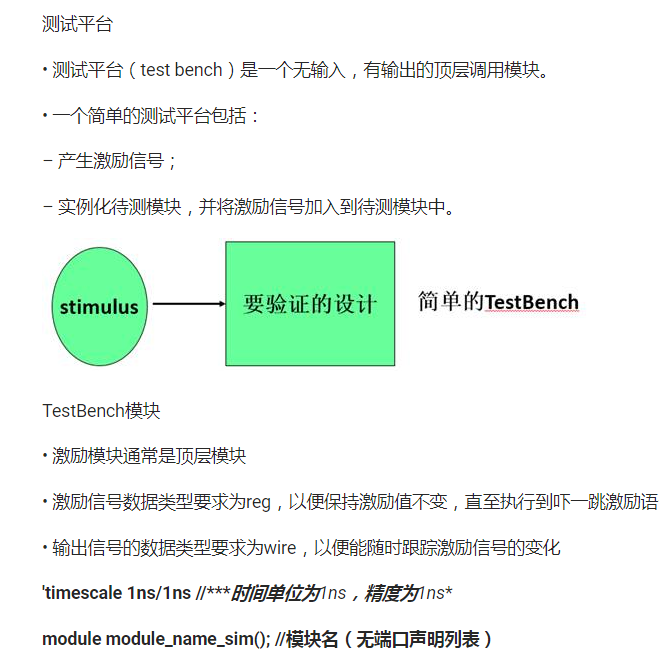 测试平台
• 测试平台（test bench）是一个无输入，有输出的顶层调用模块。
• 一个简单的测试平台包括：
– 产生激励信号；
– 实例化待测模块，并将激励信号加入到待测模块中。
stimulus
要验证的设计
简单的TestBench
TestBench模块
• 激励模块通常是顶层模块
• 激励信号数据类型要求为reg，以便保持激励值不变，直至执行到吓一跳激励语
• 输出信号的数据类型要求为wire，以便能随时跟踪激励信号的变化
'timescale 1ns/1ns //***时间单位为1ns，精度为1ns*
module module_name_sim(); //模块名（无端口声明列表）